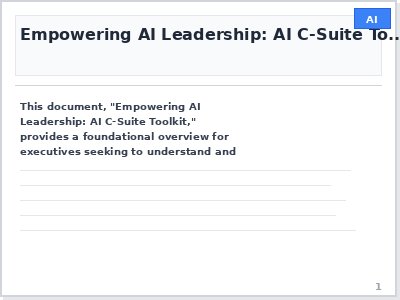 AI
Empowering AI Leadership: AI C-Suite To...
This document, "Empowering AI
Leadership: AI C-Suite Toolkit,"
provides a foundational overview for
executives seeking to understand and
1